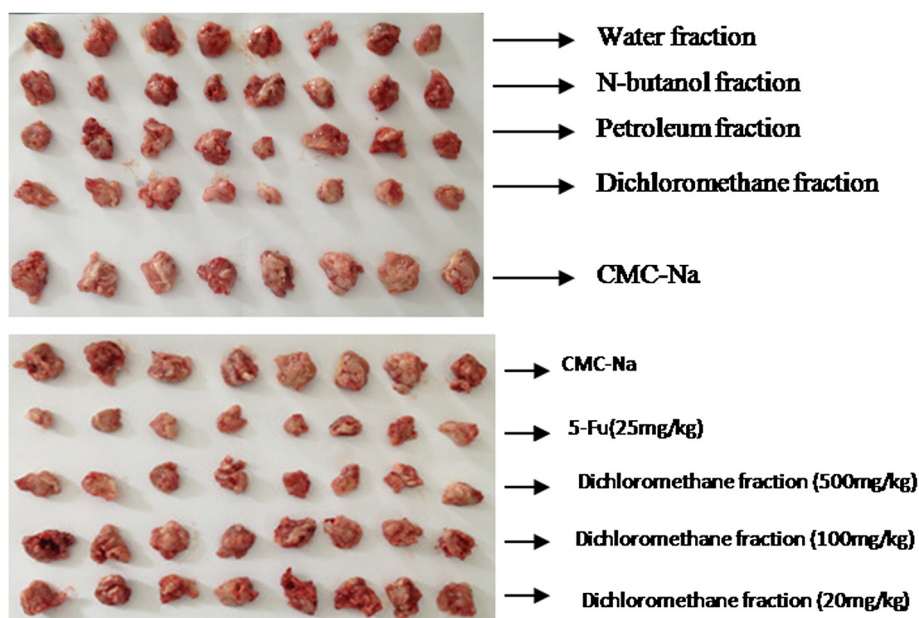 Water fraction
N-butanol fraction
Petroleum fraction
Dichloromethane fraction
CMC-Na
CMC-Na
5-Fu(25mg/kg)
Dichloromethane fraction (500mg/kg)
Dichloromethane fraction (100mg/kg)
Dichloromethane fraction (20mg/kg)